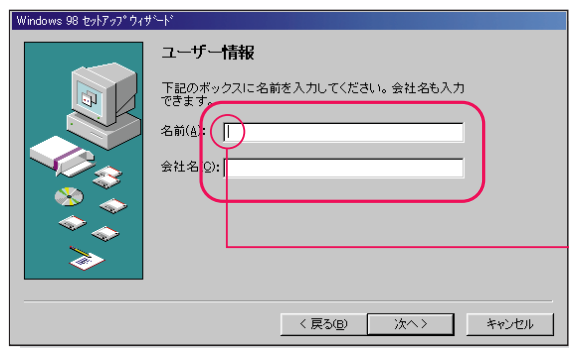 Windows 98 ｾｯﾄｱｯﾌﾟ ｳｨｻﾞｰﾄﾞ
ユーザー情報
下記のボックスに名前を入力してください。会社名も入力
できます。
名前(A):
会社名(C):
< 戻る(B) 次へ > キャンセル